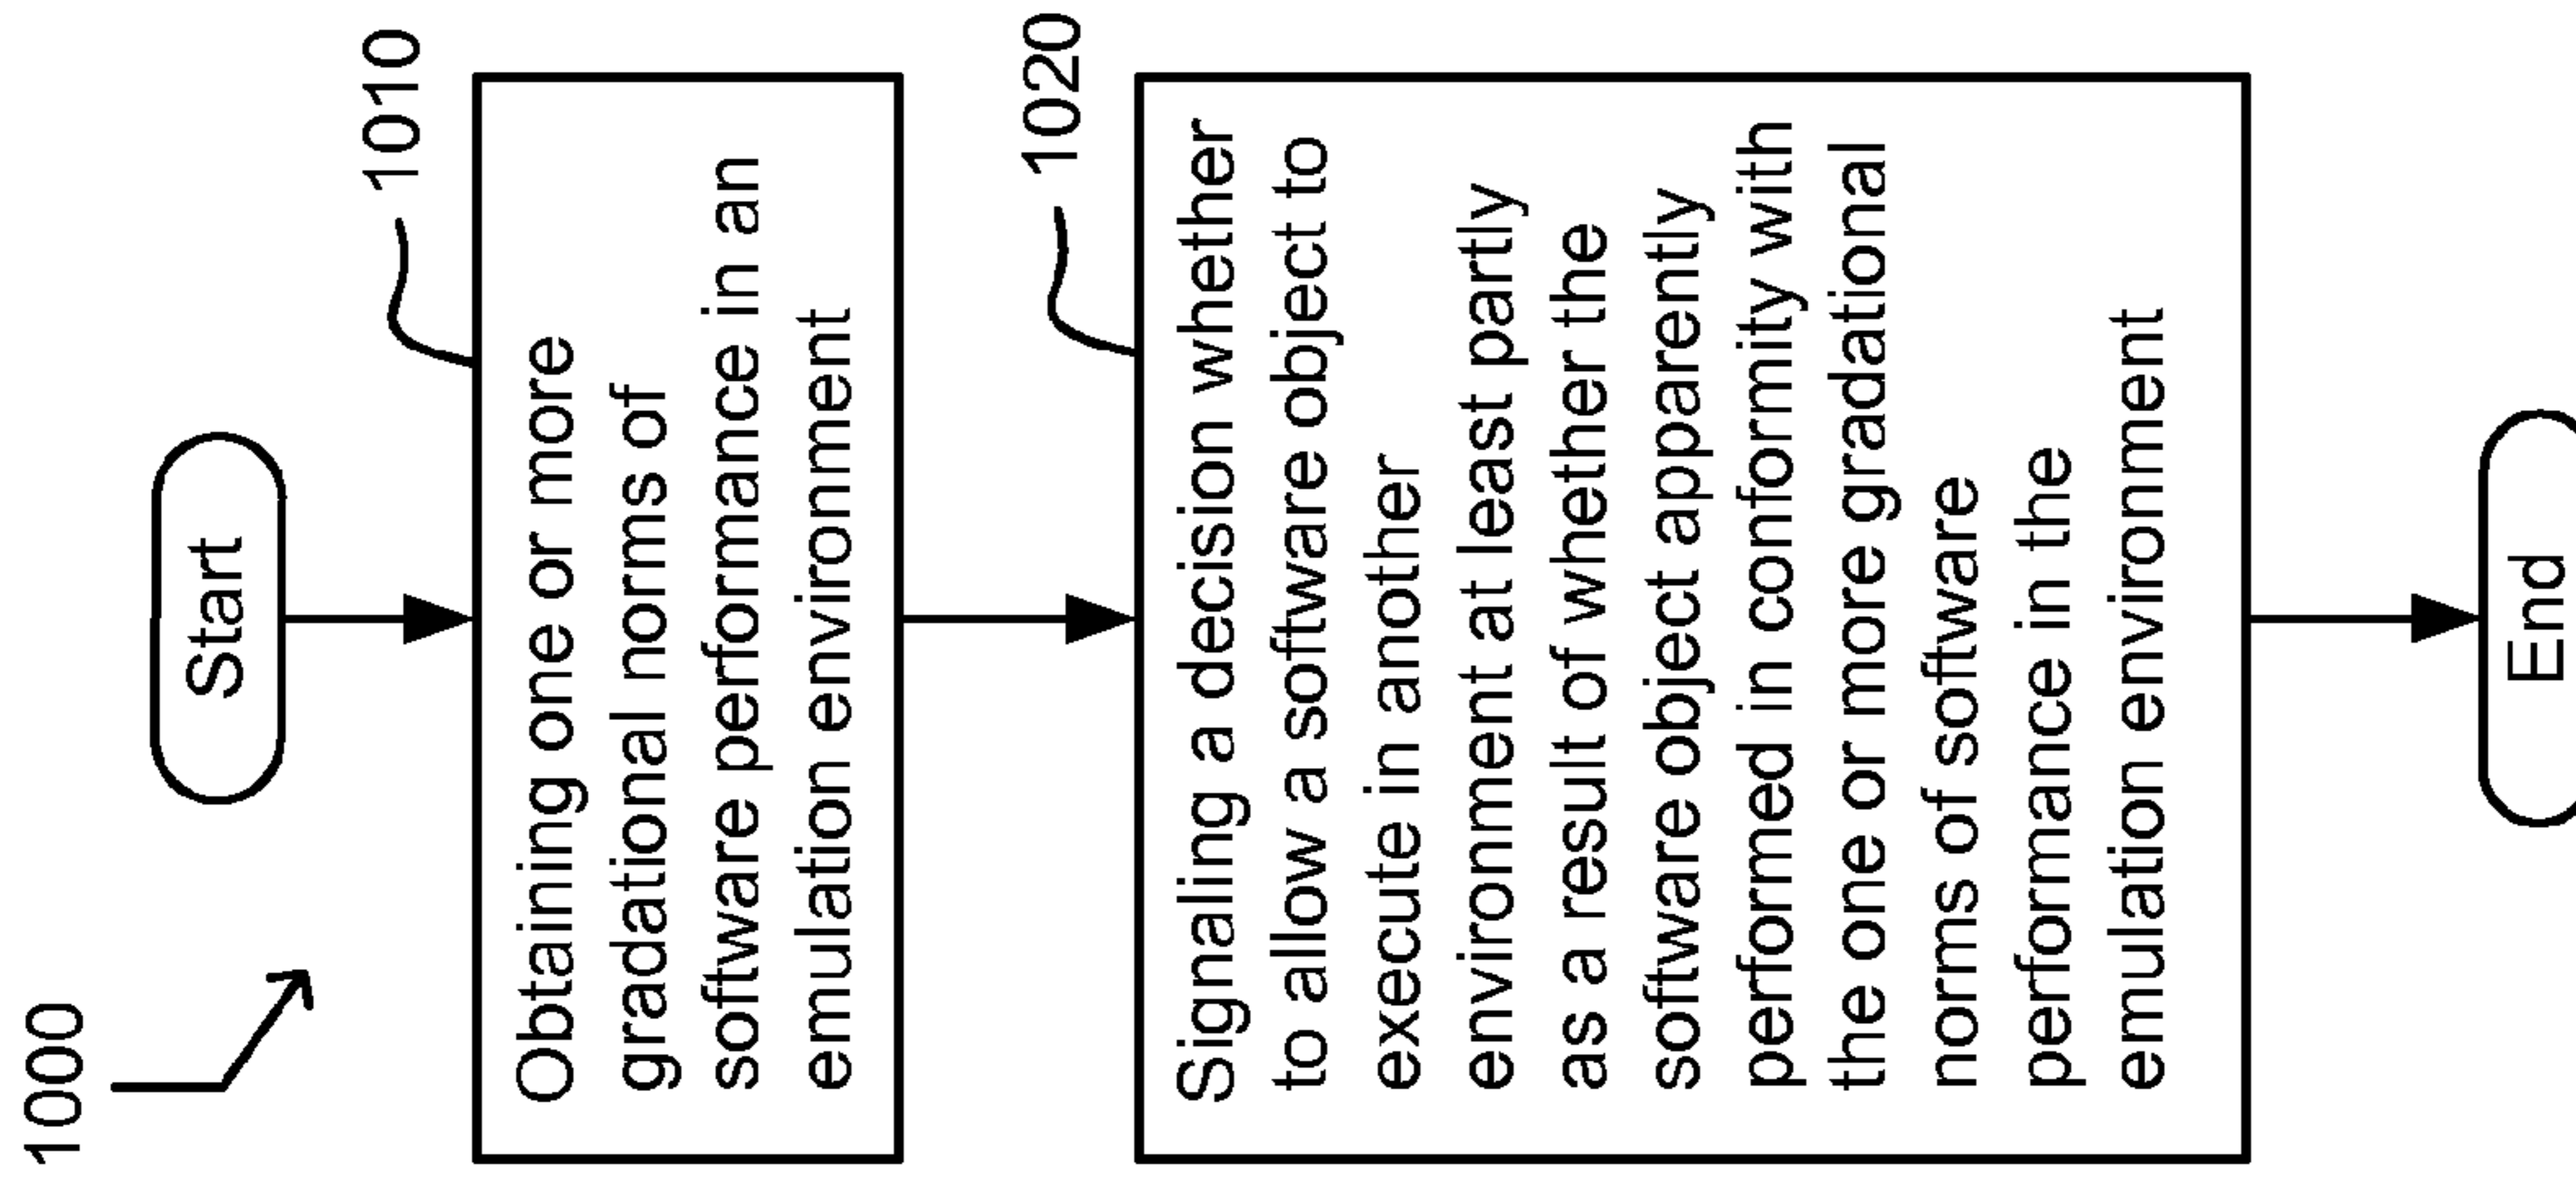 1000
Start
1010
Obtaining one or more
gradational norms of
software performance in an
emulation environment
1020
Signaling a decision whether
to allow a software object to
execute in another
environment at least partly
as a result of whether the
software object apparently
performed in conformity with
the one or more gradational
norms of software
performance in the
emulation environment
End